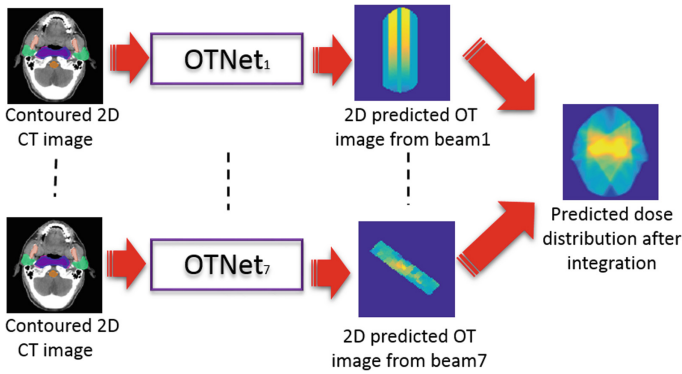 OTNet1
Contoured 2D
CT image
2D predicted OT
image from beam1
Predicted dose
distribution after
integration
OTNet7
Contoured 2D
CT image
2D predicted OT
image from beam7